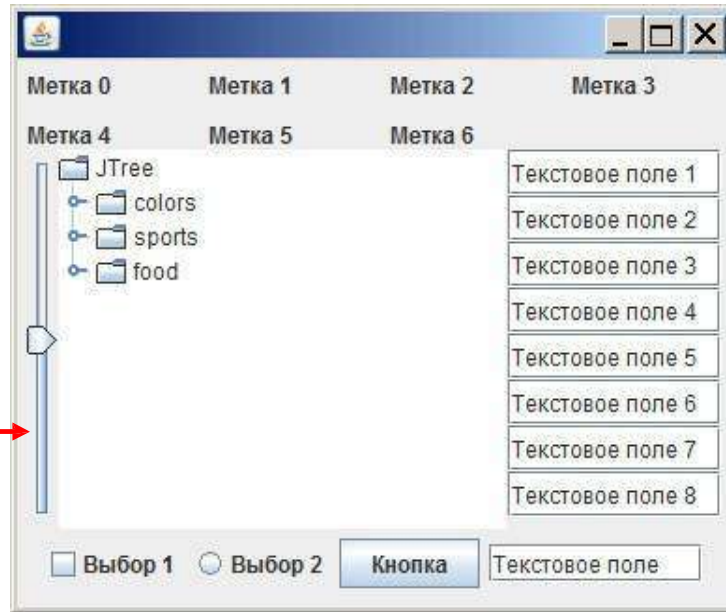 Метка 0 Метка 1 Метка 2 Метка 3
Метка 4 Метка 5 Метка 6
JTree
colors
sports
food
Текстовое поле 1
Текстовое поле 2
Текстовое поле 3
Текстовое поле 4
Текстовое поле 5
Текстовое поле 6
Текстовое поле 7
Текстовое поле 8
Выбор 1 Выбор 2 Кнопка Текстовое поле